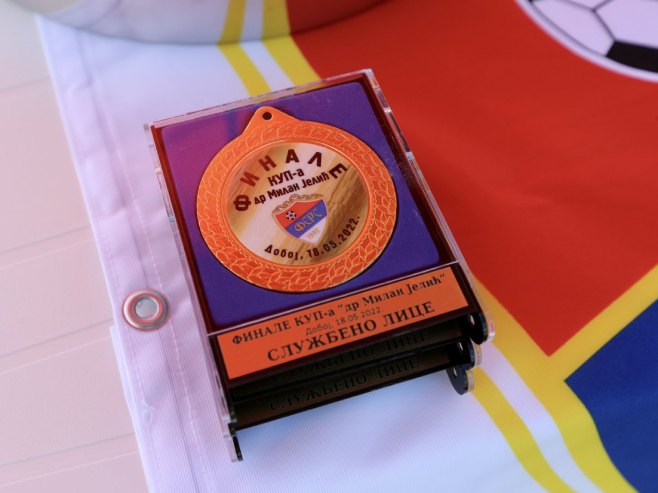 ФИНАЛЕ
КУП-а
др Милан Јелић
ФСРС
1992
Добој, 18.05.2022.
ФИНАЛЕ КУП-а "др Милан Јелић"
Добој, 18.05.2022.
СЛУЖБЕНО ЛИЦЕ
СЛУЖБЕНО ЛИЦЕ